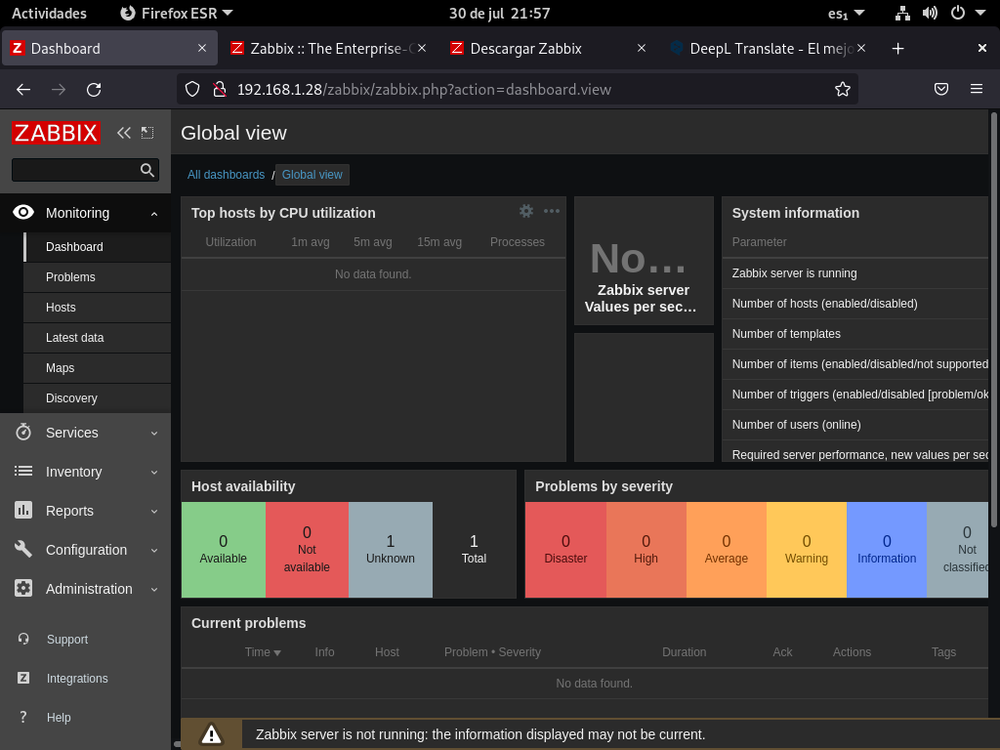 Actividades Firefox ESR 30 de jul 21:57 es₁
Dashboard Zabbix :: The Enterprise- Descargar Zabbix DeepL Translate - El mejo
192.168.1.28/zabbix/zabbix.php?action=dashboard.view
ZABBIX
Monitoring
Dashboard
Problems
Hosts
Latest data
Maps
Discovery
Services
Inventory
Reports
Configuration
Administration
Support
Z Integrations
? Help
Global view
All dashboards / Global view
Top hosts by CPU utilization
Utilization 1m avg 5m avg 15m avg Processes
No data found.
No...
Zabbix server
Values per sec...
System information
Parameter
Zabbix server is running
Number of hosts (enabled/disabled)
Number of templates
Number of items (enabled/disabled/not supported
Number of triggers (enabled/disabled [problem/ok
Number of users (online)
Required server performance, new values per sec
Host availability
0 Available
0 Not available
1 Unknown
1 Total
Problems by severity
0 Disaster
0 High
0 Average
0 Warning
0 Information
0 Not classified
Current problems
Time Info Host Problem • Severity Duration Ack Actions Tags
No data found.
Zabbix server is not running: the information displayed may not be current.